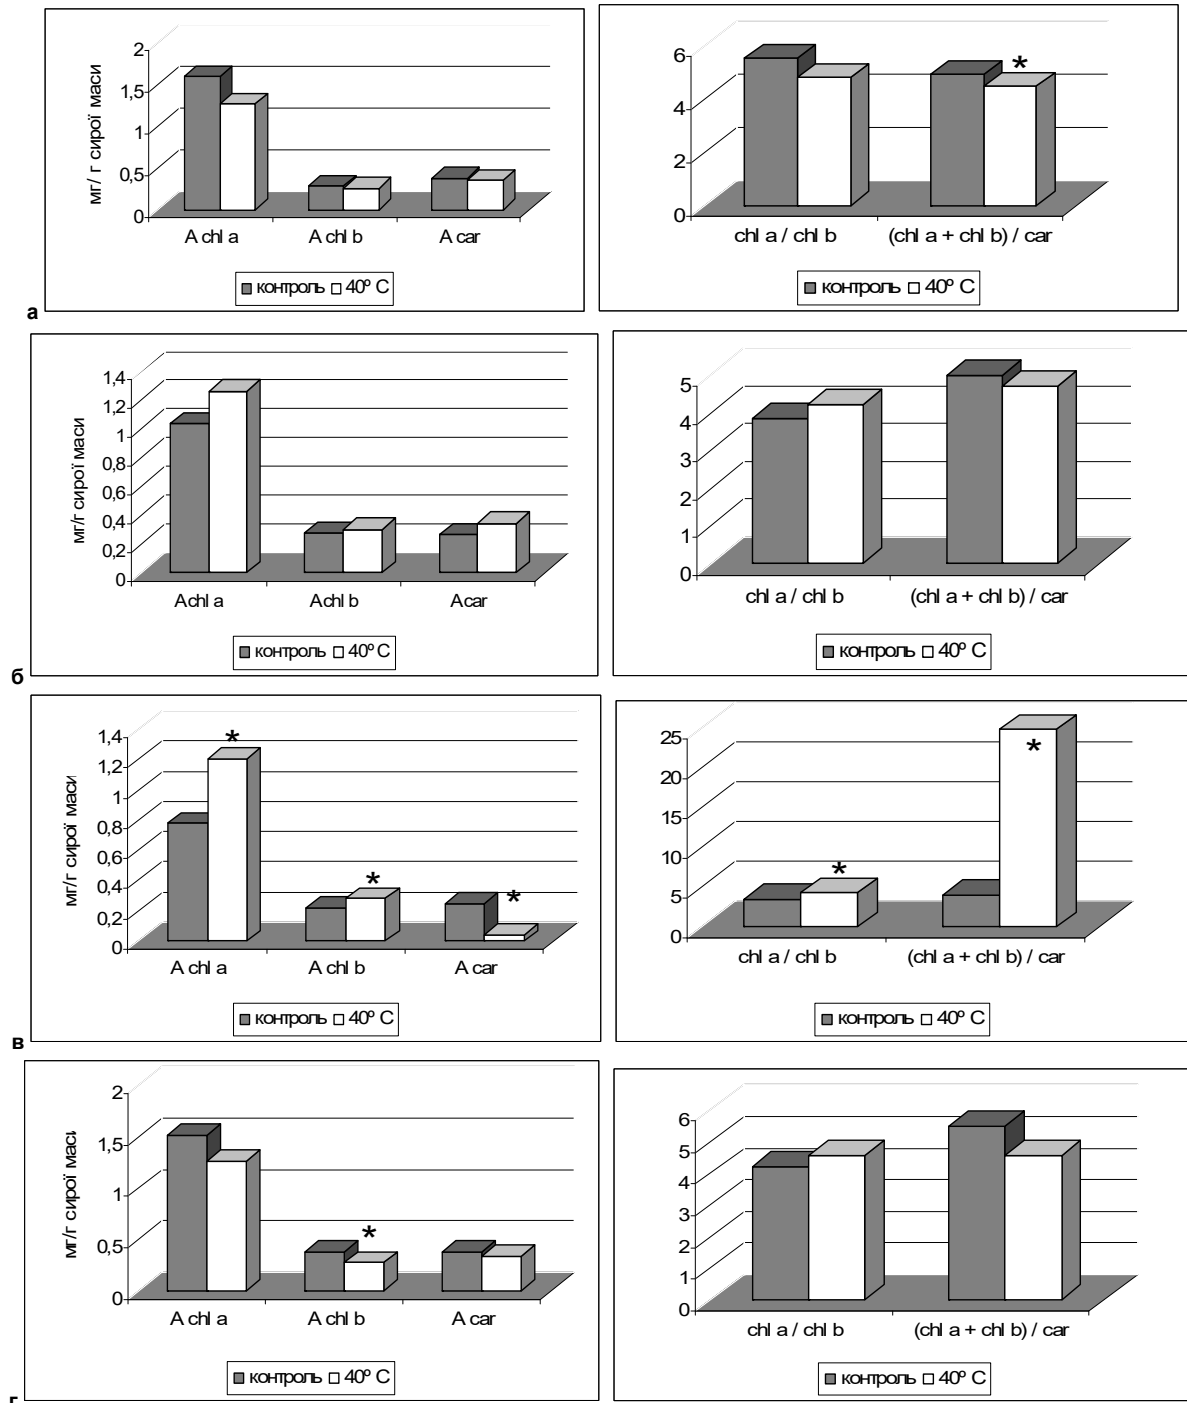 2
1,5
1
0,5
0
мг/ г сирої маси
A chl a A chl b A car
контроль 40º C
6
4
2
0
*
chl a / chl b (chl a + chl b) / car
контроль 40º C
а
1,4
1,2
1
0,8
0,6
0,4
0,2
0
мг/г сирої маси
A chl a A chl b A car
контроль 40º C
5
4
3
2
1
0
chl a / chl b (chl a + chl b) / car
контроль 40º C
б
1,4
1,2
1
0,8
0,6
0,4
0,2
0
мг/г сирої маси
* * *
A chl a A chl b A car
контроль 40º C
25
20
15
10
5
0
* *
chl a / chl b (chl a + chl b) / car
контроль 40º C
в
2
1,5
1
0,5
0
мг/г сирої маси
*
A chl a A chl b A car
контроль 40º C
6
5
4
3
2
1
0
chl a / chl b (chl a + chl b) / car
контроль 40º C
г